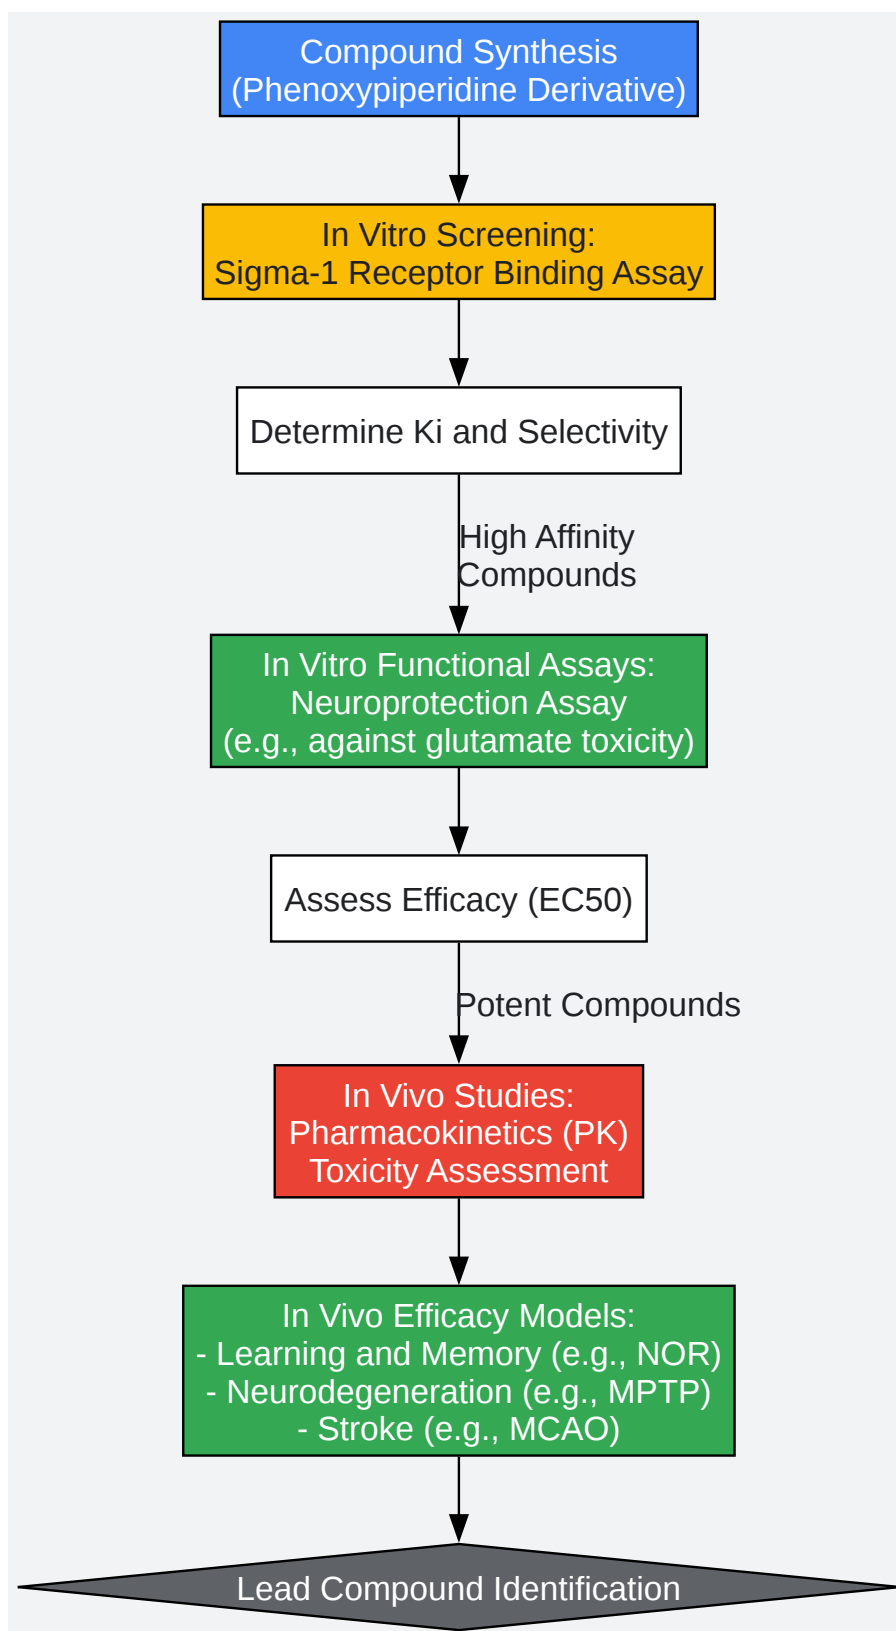 Compound Synthesis
(Phenoxypiperidine Derivative)
In Vitro Screening:
Sigma-1 Receptor Binding Assay
Determine Ki and Selectivity
High Affinity
Compounds
In Vitro Functional Assays:
Neuroprotection Assay
(e.g., against glutamate toxicity)
Assess Efficacy (EC50)
Potent Compounds
In Vivo Studies:
Pharmacokinetics (PK)
Toxicity Assessment
In Vivo Efficacy Models:
- Learning and Memory (e.g., NOR)
- Neurodegeneration (e.g., MPTP)
- Stroke (e.g., MCAO)
Lead Compound Identification